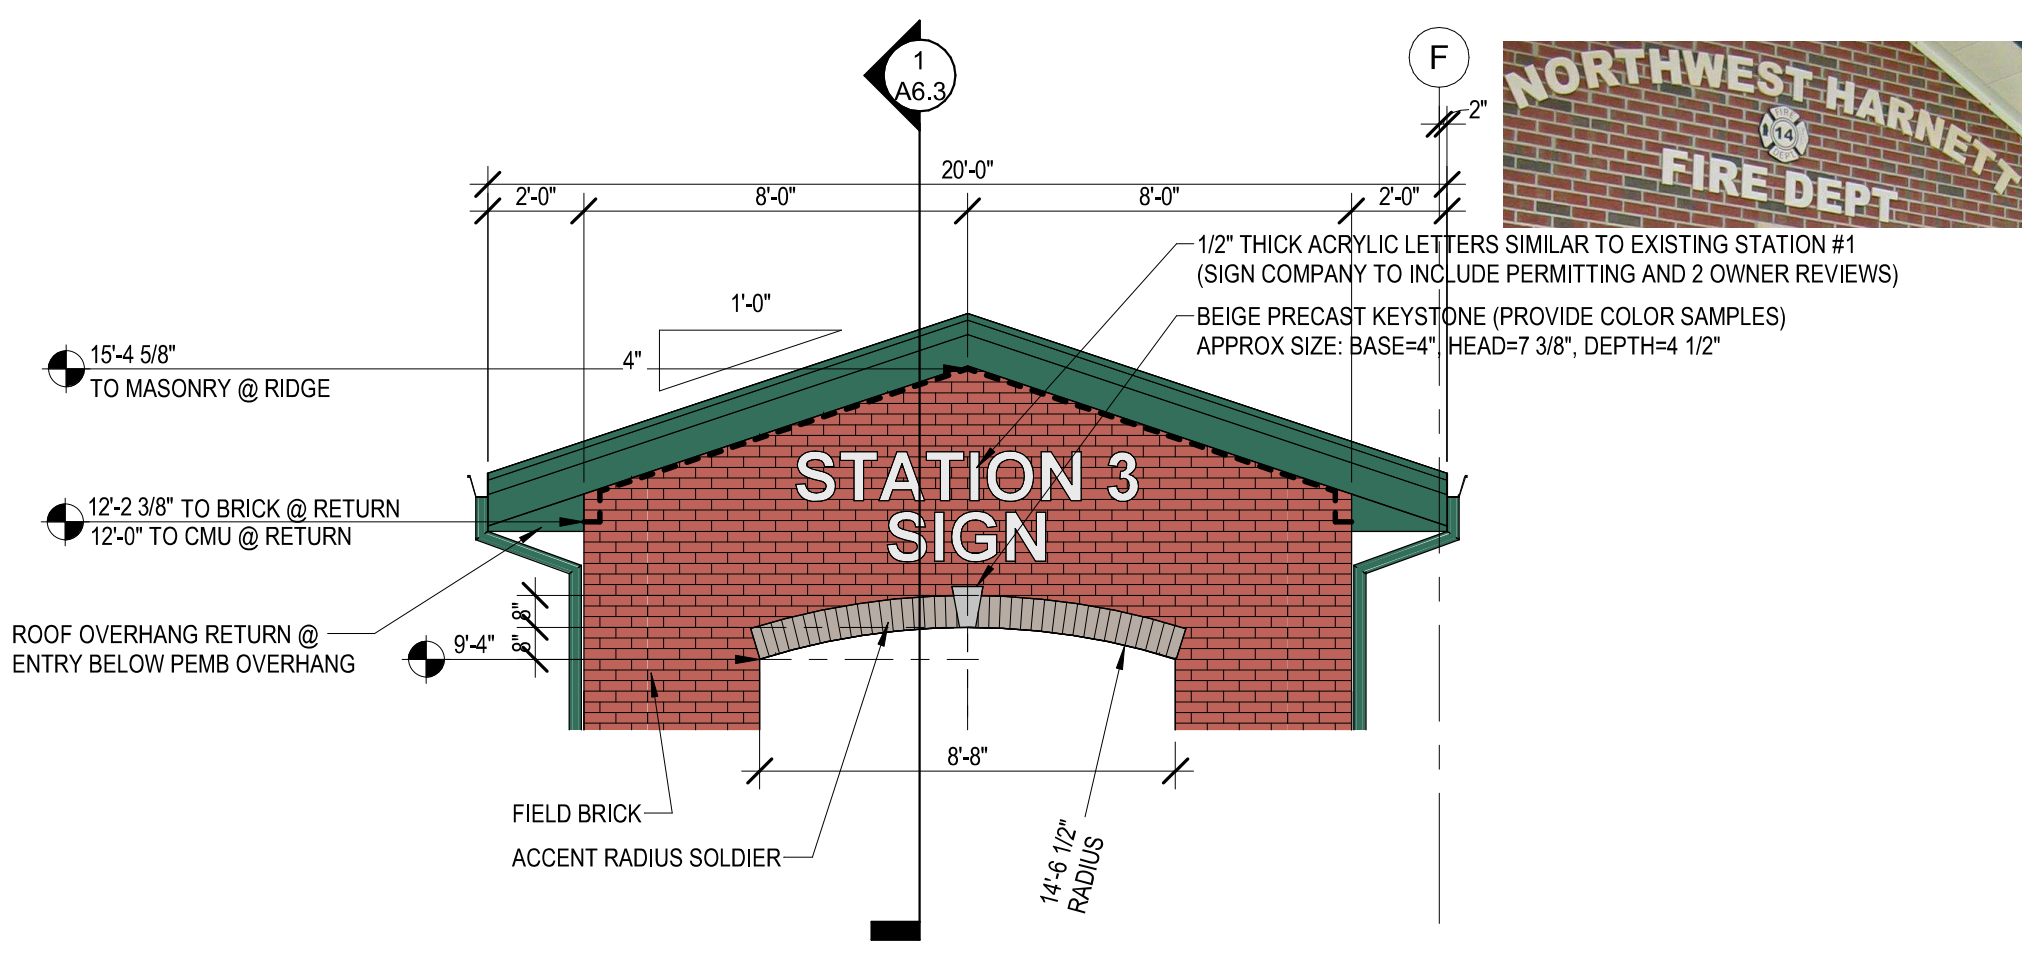 1
A6.3
F
NORTHWEST HARNETT
FIRE
14
DEPT
FIRE DEPT
2"
20'-0"
2'-0"
8'-0"
8'-0"
2'-0"
1/2" THICK ACRYLIC LETTERS SIMILAR TO EXISTING STATION #1
(SIGN COMPANY TO INCLUDE PERMITTING AND 2 OWNER REVIEWS)
1'-0"
4"
BEIGE PRECAST KEYSTONE (PROVIDE COLOR SAMPLES)
APPROX SIZE: BASE=4", HEAD=7 3/8", DEPTH=4 1/2"
15'-4 5/8"
TO MASONRY @ RIDGE
STATION 3
SIGN
12'-2 3/8" TO BRICK @ RETURN
12'-0" TO CMU @ RETURN
8"
8"
ROOF OVERHANG RETURN @
ENTRY BELOW PEMB OVERHANG
9'-4"
8'-8"
FIELD BRICK
ACCENT RADIUS SOLDIER
14'-6 1/2"
RADIUS